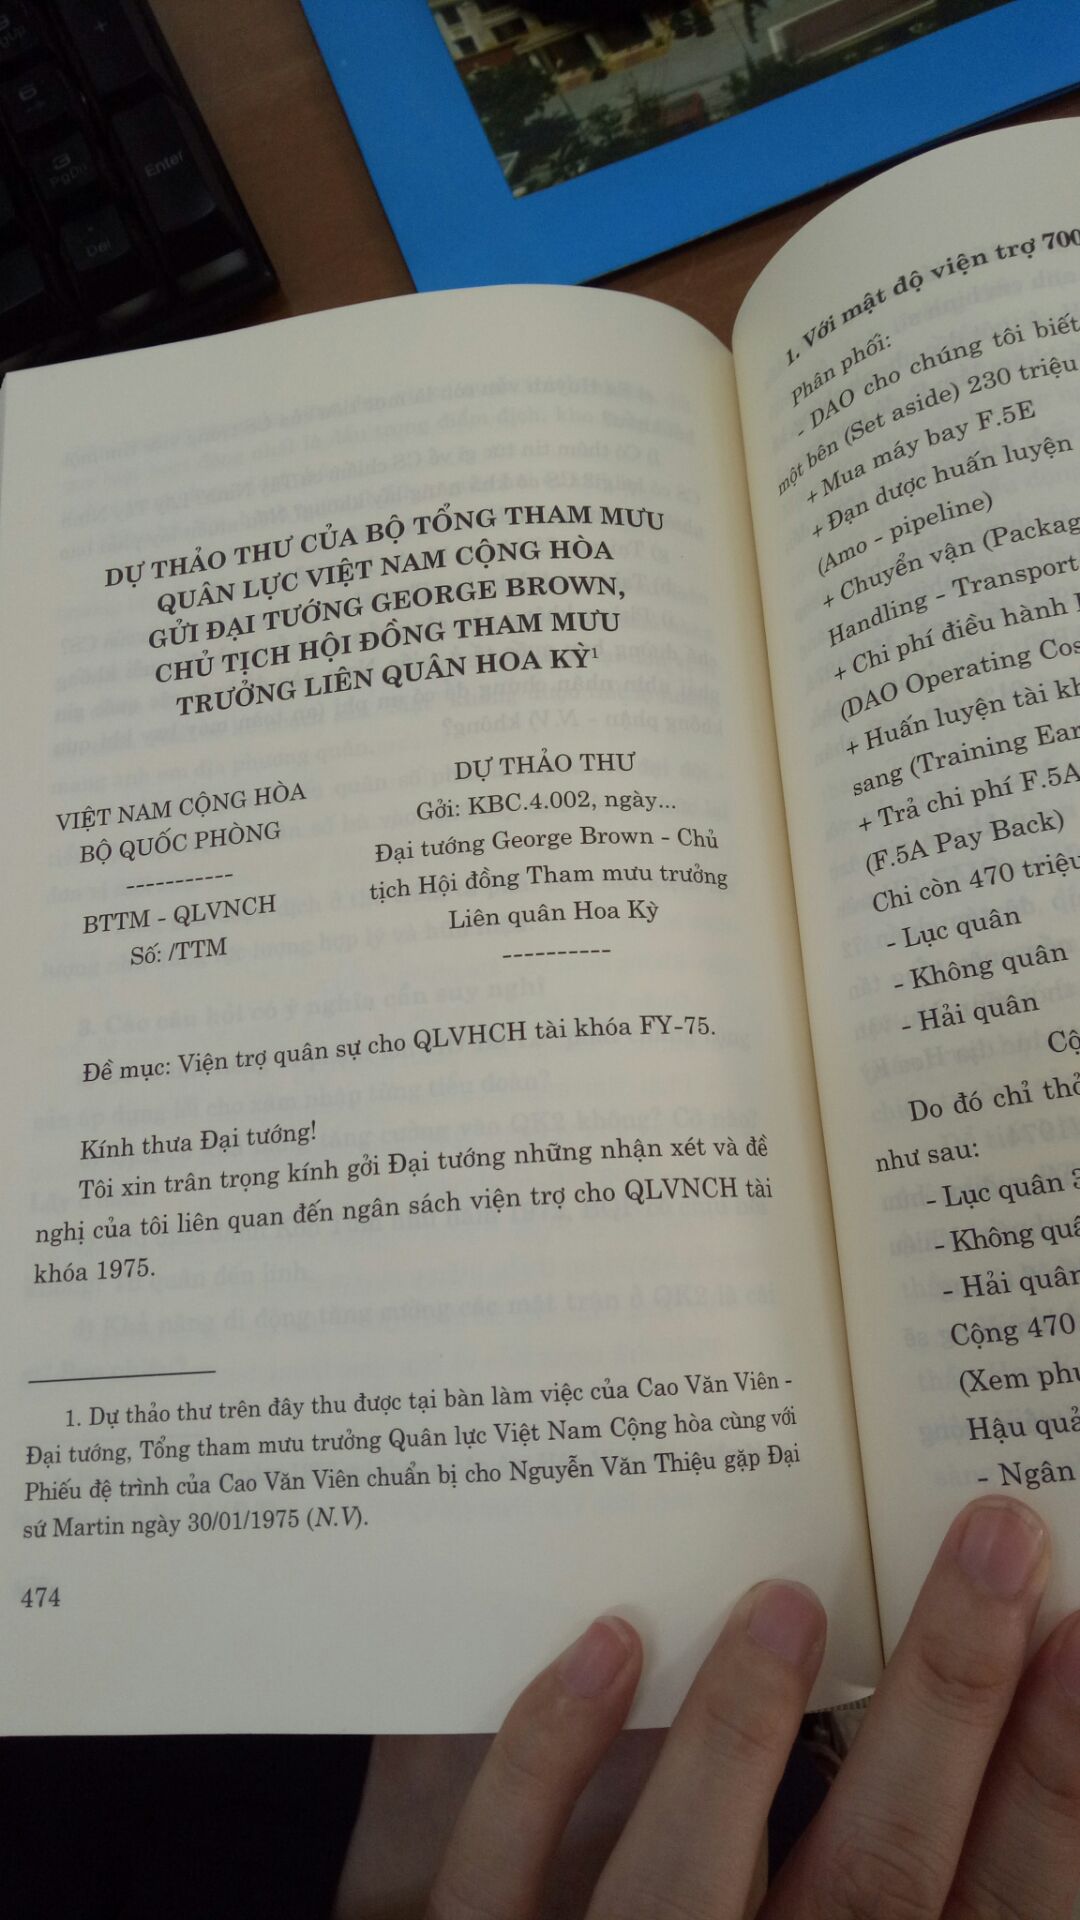 DỰ THẢO THƯ CỦA BỘ TỔNG THAM MƯU
QUÂN LỰC VIỆT NAM CỘNG HÒA
GỬI ĐẠI TƯỚNG GEORGE BROWN,
CHỦ TỊCH HỘI ĐỒNG THAM MƯU
TRƯỞNG LIÊN QUÂN HOA KỲ¹
VIỆT NAM CỘNG HÒA
BỘ QUỐC PHÒNG
-----------
BTTM - QLVNCH
Số: /TTM
DỰ THẢO THƯ
Gởi: KBC.4.002, ngày...
Đại tướng George Brown - Chủ
tịch Hội đồng Tham mưu trưởng
Liên quân Hoa Kỳ
----------
Đề mục: Viện trợ quân sự cho QLVHCH tài khóa FY-75.
Kính thưa Đại tướng!
Tôi xin trân trọng kính gởi Đại tướng những nhận xét và đề
nghị của tôi liên quan đến ngân sách viện trợ cho QLVNCH tài
khóa 1975.
1. Dự thảo thư trên đây thu được tại bàn làm việc của Cao Văn Viên -
Đại tướng, Tổng tham mưu trưởng Quân lực Việt Nam Cộng hòa cùng với
Phiếu đệ trình của Cao Văn Viên chuẩn bị cho Nguyễn Văn Thiệu gặp Đại
sứ Martin ngày 30/01/1975 (N.V).
474
1. Với mật độ viện trợ 700
Phân phối:
- DAO cho chúng tôi biết
một bên (Set aside) 230 triệu
+ Mua máy bay F.5E
+ Đạn dược huấn luyện
(Amo - pipeline)
+ Chuyển vận (Packag
Handling - Transport
+ Chi phí điều hành
(DAO Operating Cos
+ Huấn luyện tài kh
sang (Training Ear
+ Trả chi phí F.5A
(F.5A Pay Back)
Chi còn 470 triệu
- Lục quân
- Không quân
- Hải quân
Cộ
Do đó chỉ thỏ
như sau:
- Lục quân 3
- Không quâ
- Hải quân
Cộng 470
(Xem phụ
Hậu quả
- Ngân
Enter
PgDn
Del